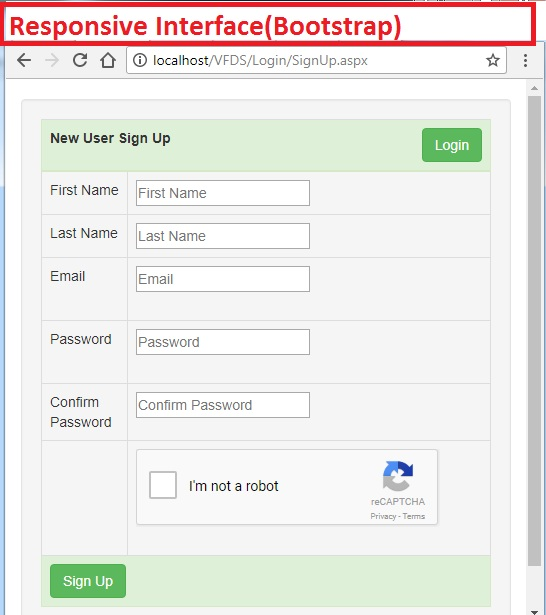 Responsive Interface(Bootstrap)
localhost/VFDS/Login/SignUp.aspx
New User Sign Up
Login
First Name
First Name
Last Name
Last Name
Email
Email
Password
Password
Confirm
Password
Confirm Password
I'm not a robot
reCAPTCHA
Privacy - Terms
Sign Up